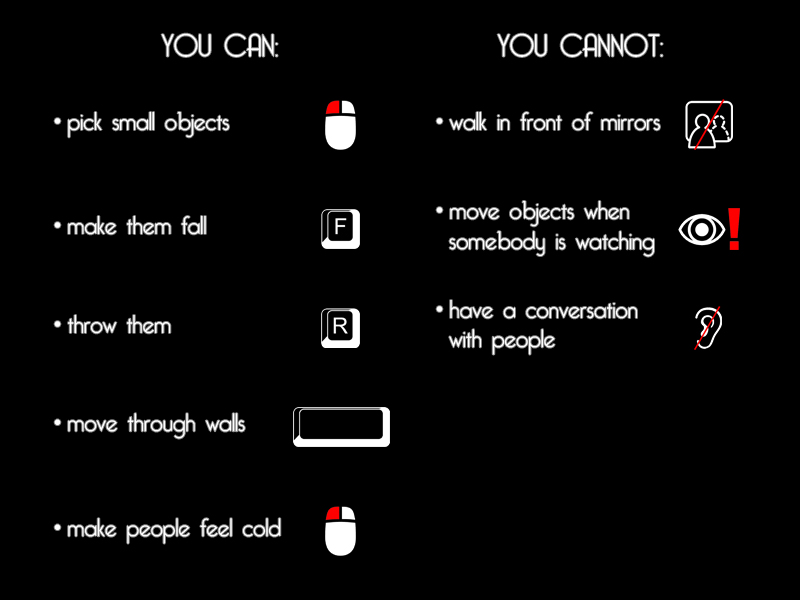 YOU CAN:
• pick small objects
• make them fall
F
• throw them
R
• move through walls
• make people feel cold
YOU CANNOT:
• walk in front of mirrors
• move objects when
somebody is watching
!
• have a conversation
with people